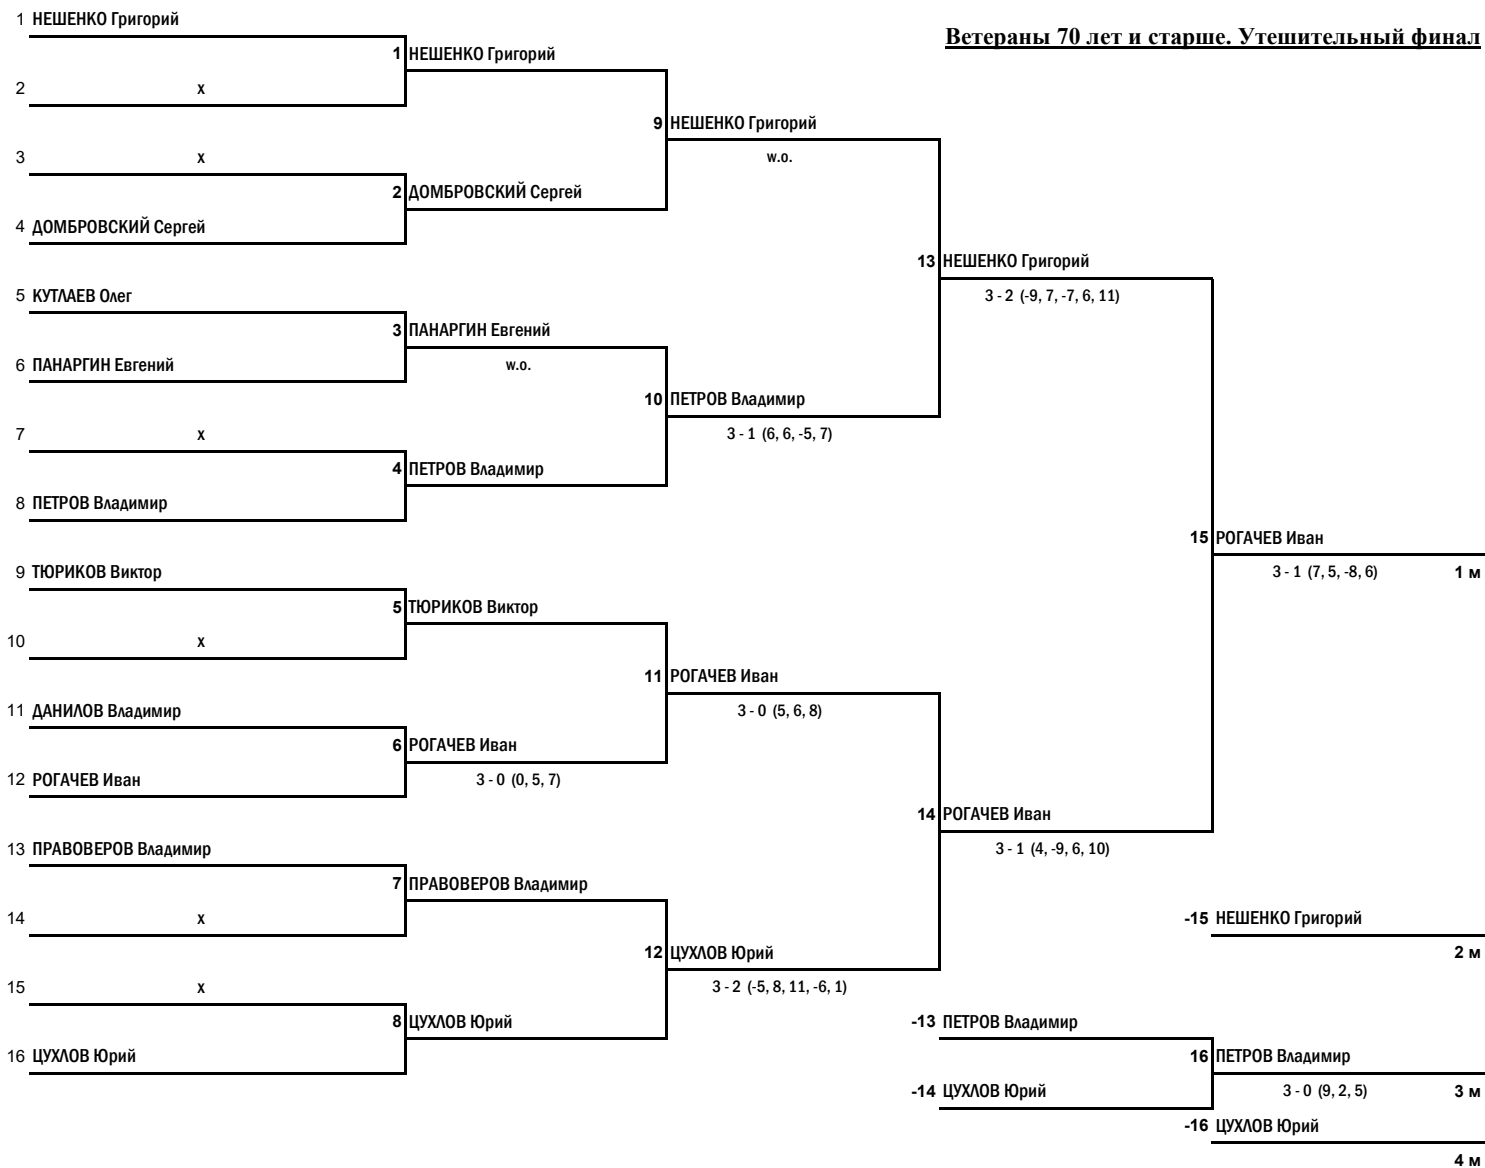 1 НЕШЕНКО Григорий
Ветераны 70 лет и старше. Утешительный финал
1 НЕШЕНКО Григорий
2 x
9 НЕШЕНКО Григорий
3 x
w.o.
2 ДОМБРОВСКИЙ Сергей
4 ДОМБРОВСКИЙ Сергей
13 НЕШЕНКО Григорий
5 КУТЛАЕВ Олег
3 - 2 (-9, 7, -7, 6, 11)
3 ПАНАРГИН Евгений
6 ПАНАРГИН Евгений
w.o.
10 ПЕТРОВ Владимир
7 x
3 - 1 (6, 6, -5, 7)
4 ПЕТРОВ Владимир
8 ПЕТРОВ Владимир
15 РОГАЧЕВ Иван
9 ТЮРИКОВ Виктор
3 - 1 (7, 5, -8, 6) 1 м
5 ТЮРИКОВ Виктор
10 x
11 РОГАЧЕВ Иван
11 ДАНИЛОВ Владимир
3 - 0 (5, 6, 8)
6 РОГАЧЕВ Иван
12 РОГАЧЕВ Иван
3 - 0 (0, 5, 7)
14 РОГАЧЕВ Иван
13 ПРАВОВЕРОВ Владимир
3 - 1 (4, -9, 6, 10)
7 ПРАВОВЕРОВ Владимир
14 x
-15 НЕШЕНКО Григорий
12 ЦУХЛОВ Юрий
2 м
15 x
3 - 2 (-5, 8, 11, -6, 1)
8 ЦУХЛОВ Юрий
-13 ПЕТРОВ Владимир
16 ЦУХЛОВ Юрий
16 ПЕТРОВ Владимир
-14 ЦУХЛОВ Юрий
3 - 0 (9, 2, 5) 3 м
-16 ЦУХЛОВ Юрий
4 м